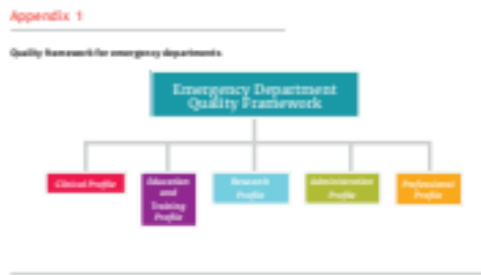 Appendix 1
Quality framework for emergency departments
Emergency Department
Quality Framework
Clinical Profile
Education
and
Training
Profile
Research
Profile
Administration
Profile
Professional
Profile